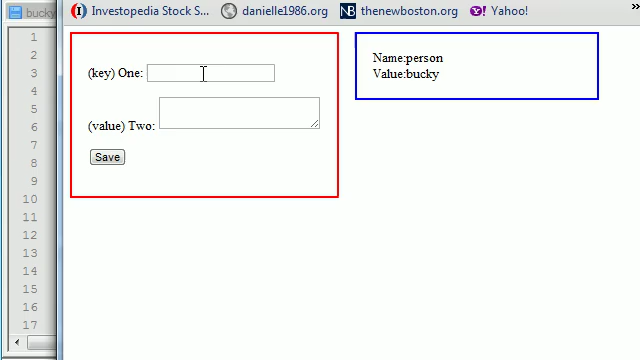 bucky
Investopedia Stock S... danielle1986.org thenewboston.org Yahoo!
1
2
3
4
5
6
7
8
9
10
11
12
13
14
15
16
17
(key) One:
(value) Two:
Save
Name:person
Value:bucky